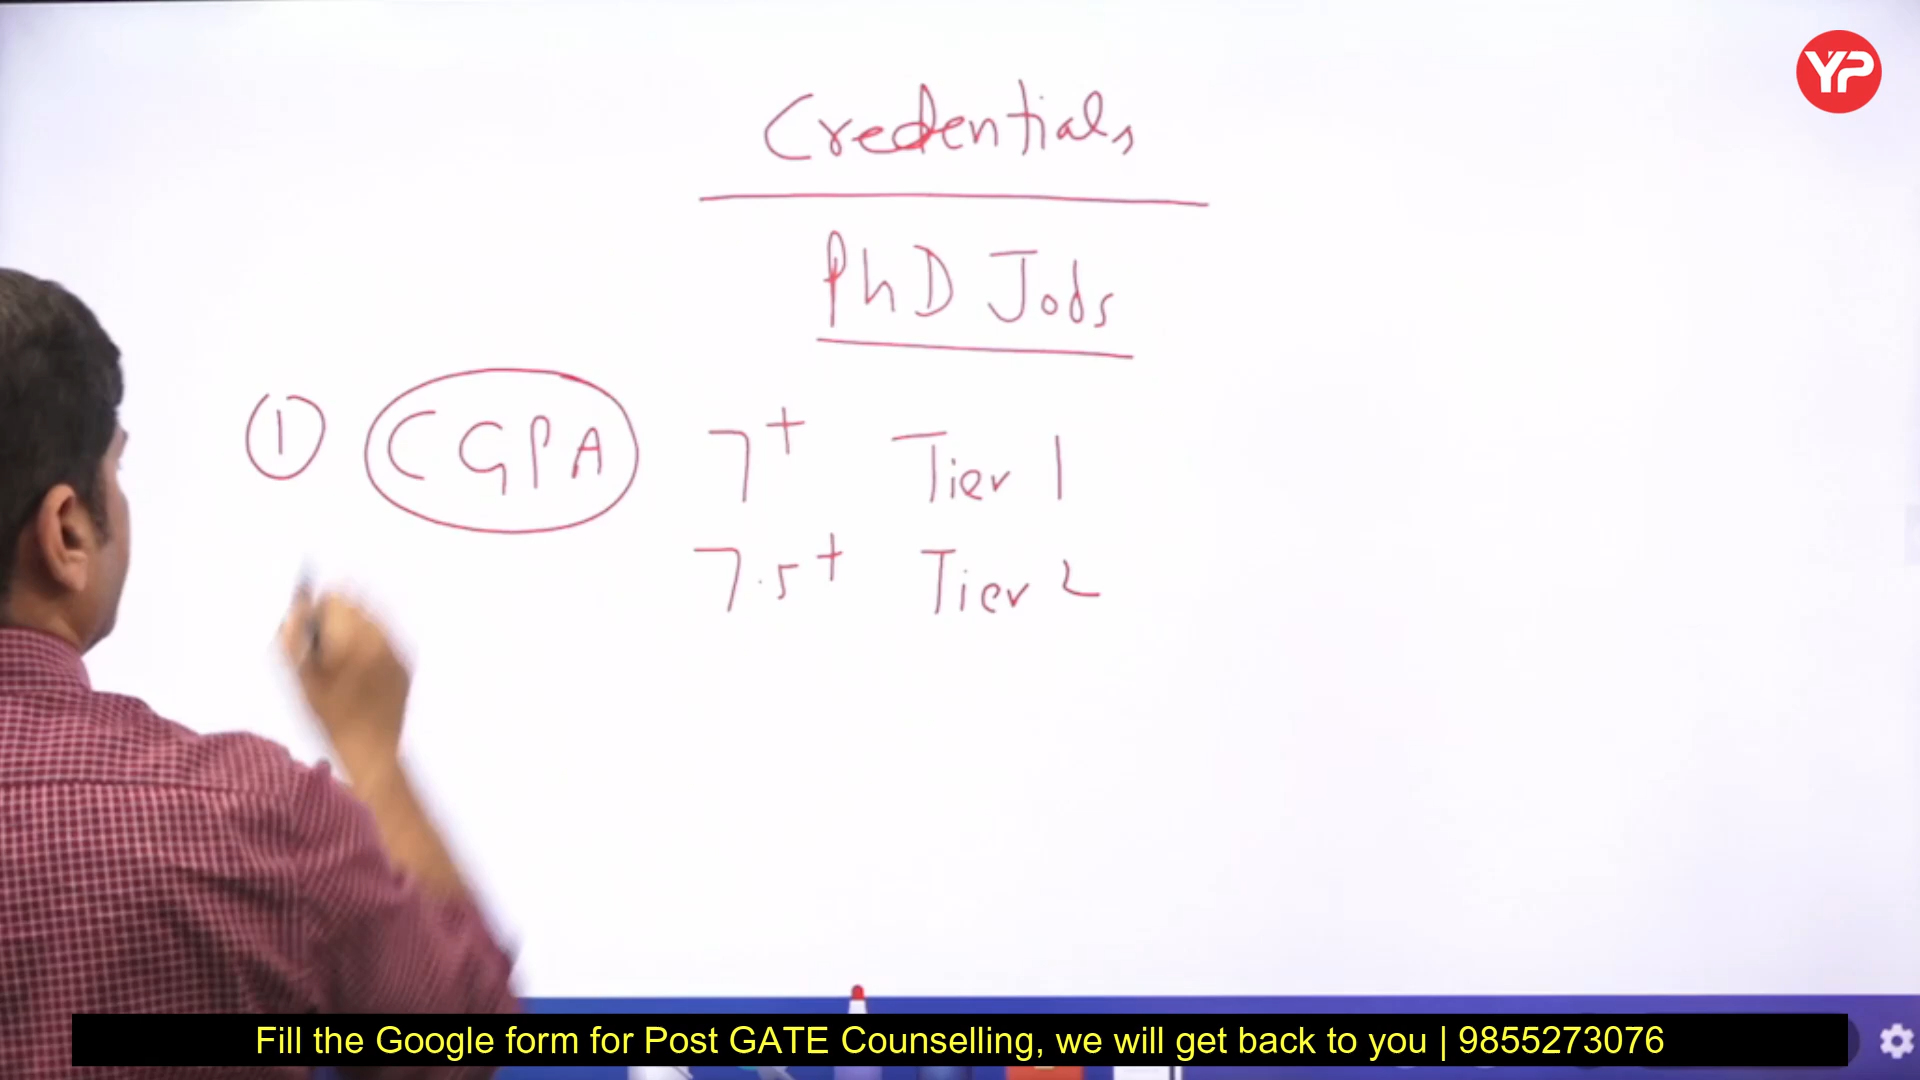 YP
Credentials
PhD Jobs
1 CGPA 7+ Tier 1
7.5+ Tier 2
Fill the Google form for Post GATE Counselling, we will get back to you | 9855273076